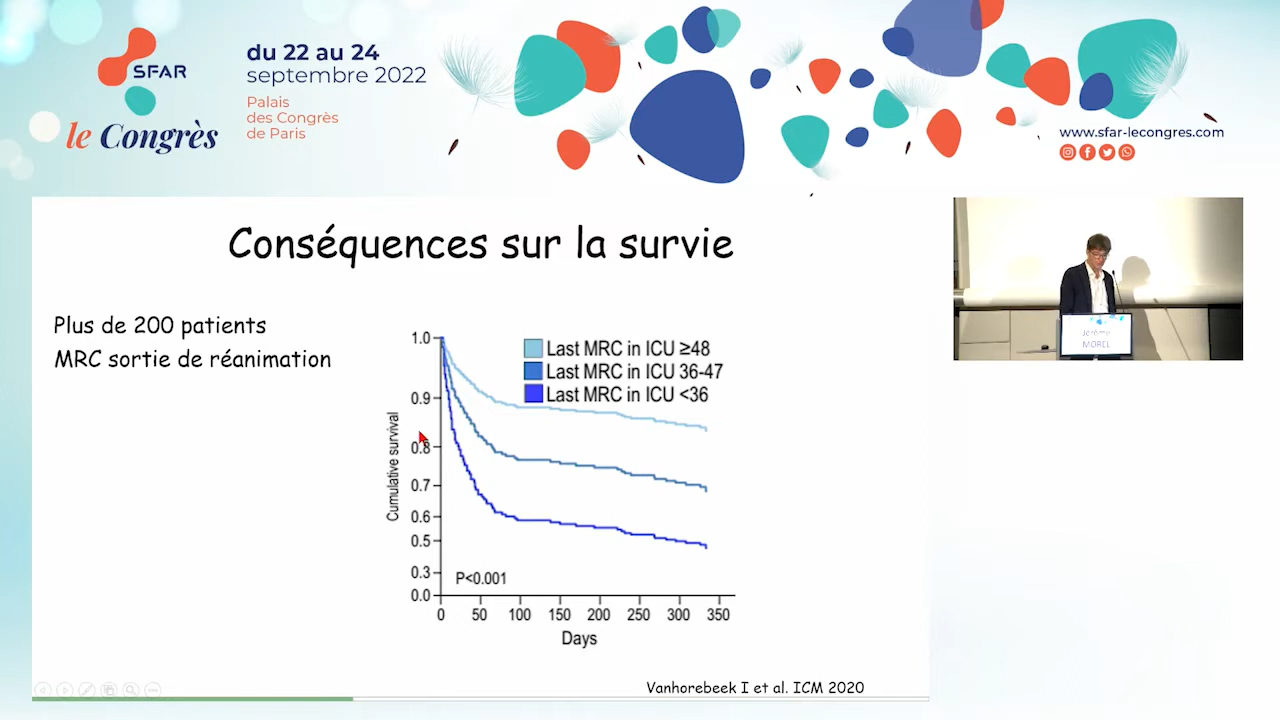 SFAR
le Congrès
du 22 au 24
septembre 2022
Palais
des Congrès
de Paris
www.sfar-lecongres.com
Conséquences sur la survie
Plus de 200 patients
MRC sortie de réanimation
Last MRC in ICU ≥48
Last MRC in ICU 36-47
Last MRC in ICU <36
Cumulative survival
1.0
0.9
0.8
0.7
0.6
0.5
0.3
0.0
P<0.001
0 50 100 150 200 250 300 350
Days
Vanhorebeek I et al. ICM 2020
Jérôme
MOREL